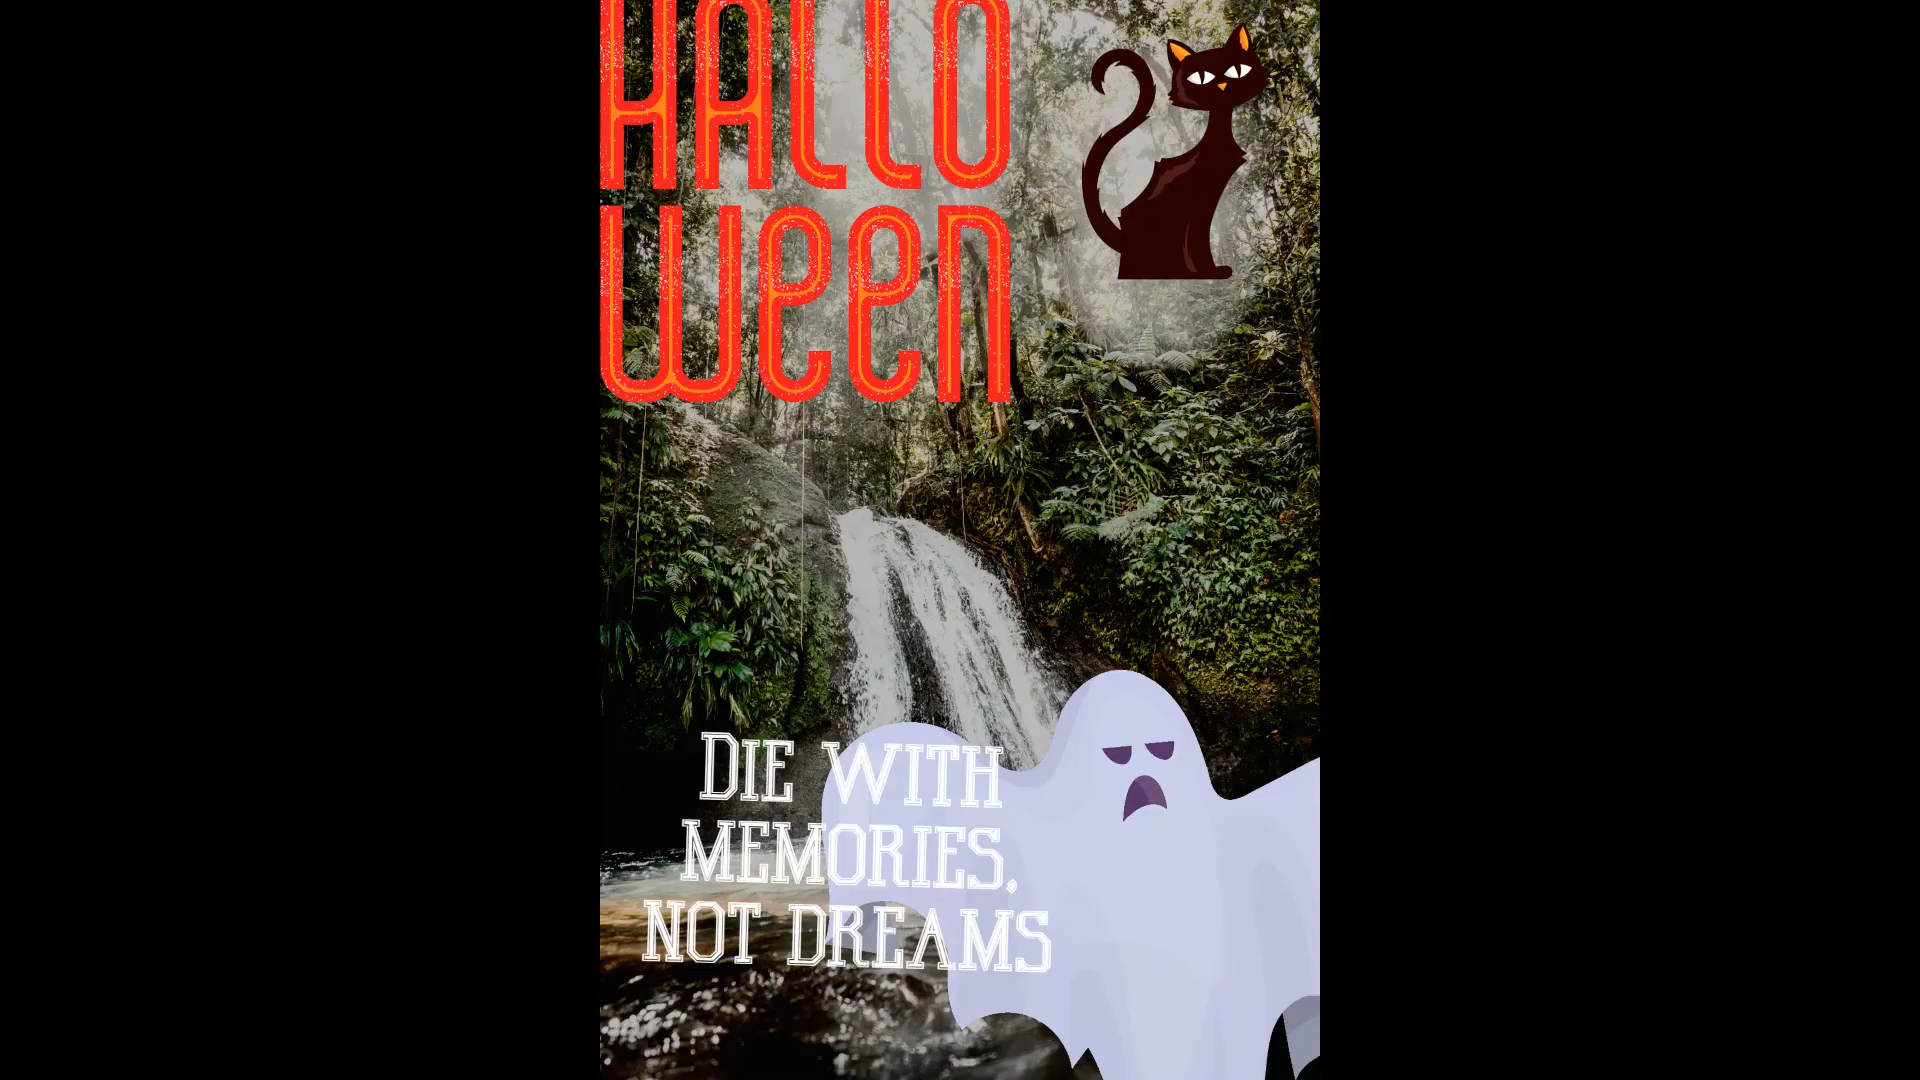 HALLO
ween
DIE WITH
MEMORIES,
NOT DREAMS